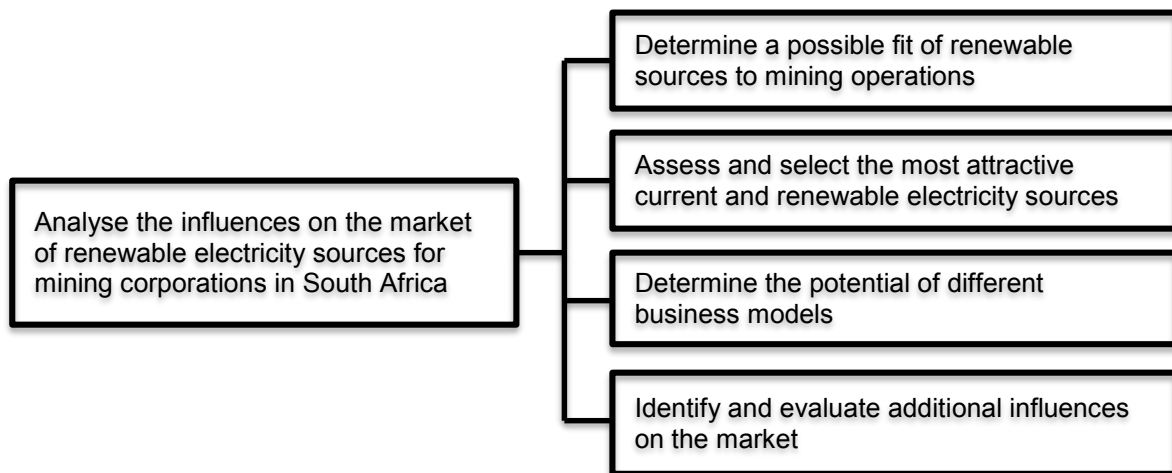 Determine a possible fit of renewable
sources to mining operations
Assess and select the most attractive
current and renewable electricity sources
Analyse the influences on the market
of renewable electricity sources for
mining corporations in South Africa
Determine the potential of different
business models
Identify and evaluate additional influences
on the market